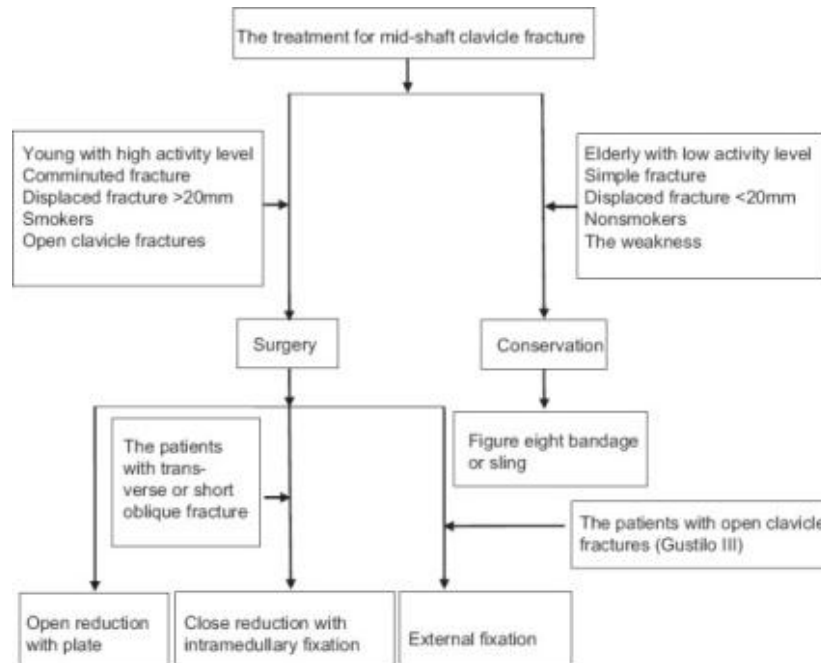 The treatment for mid-shaft clavicle fracture
Young with high activity level
Comminuted fracture
Displaced fracture >20mm
Smokers
Open clavicle fractures
Elderly with low activity level
Simple fracture
Displaced fracture <20mm
Nonsmokers
The weakness
Surgery
Conservation
The patients
with trans-
verse or short
oblique fracture
Figure eight bandage
or sling
The patients with open clavicle
fractures (Gustilo III)
Open reduction
with plate
Close reduction with
intramedullary fixation
External fixation